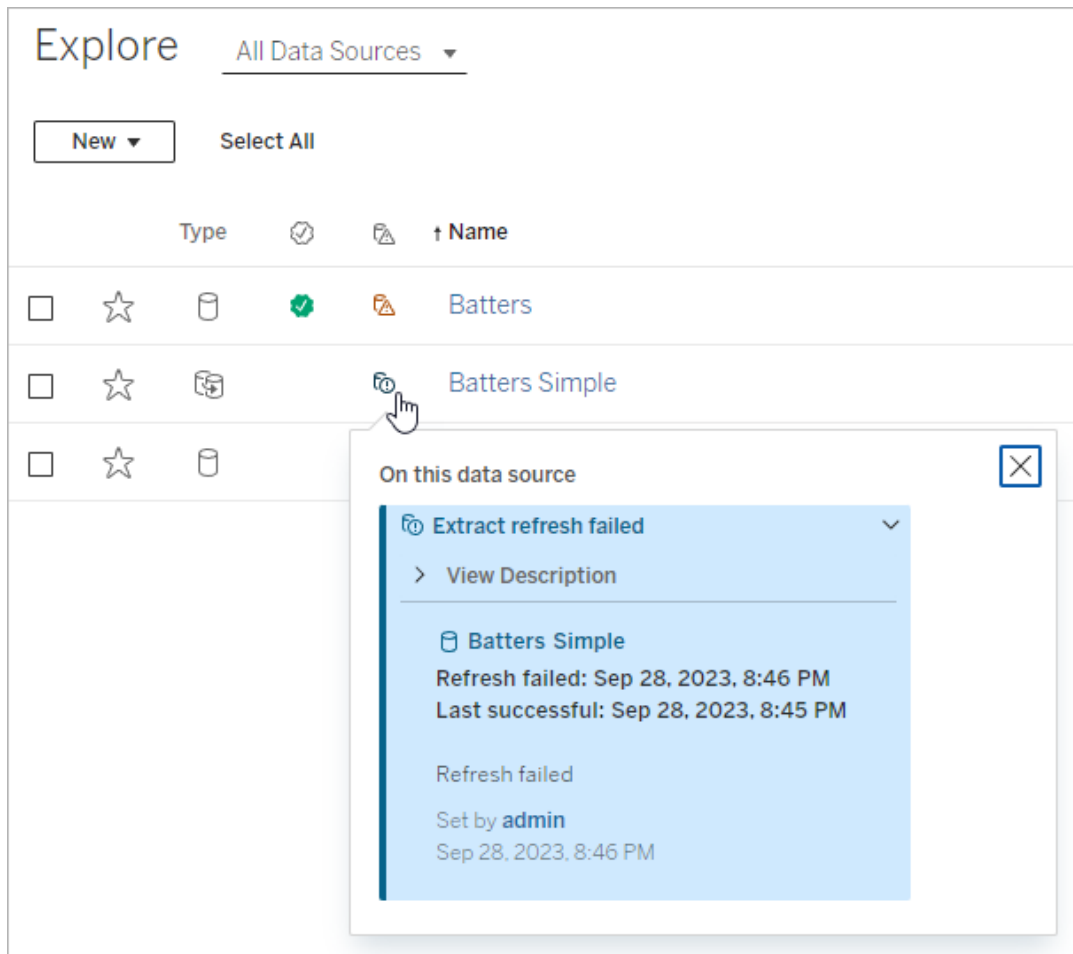 Explore All Data Sources
New Select All
Type Name
Batters
Batters Simple
On this data source
Extract refresh failed
View Description
Batters Simple
Refresh failed: Sep 28, 2023, 8:46 PM
Last successful: Sep 28, 2023, 8:45 PM
Refresh failed
Set by admin
Sep 28, 2023, 8:46 PM